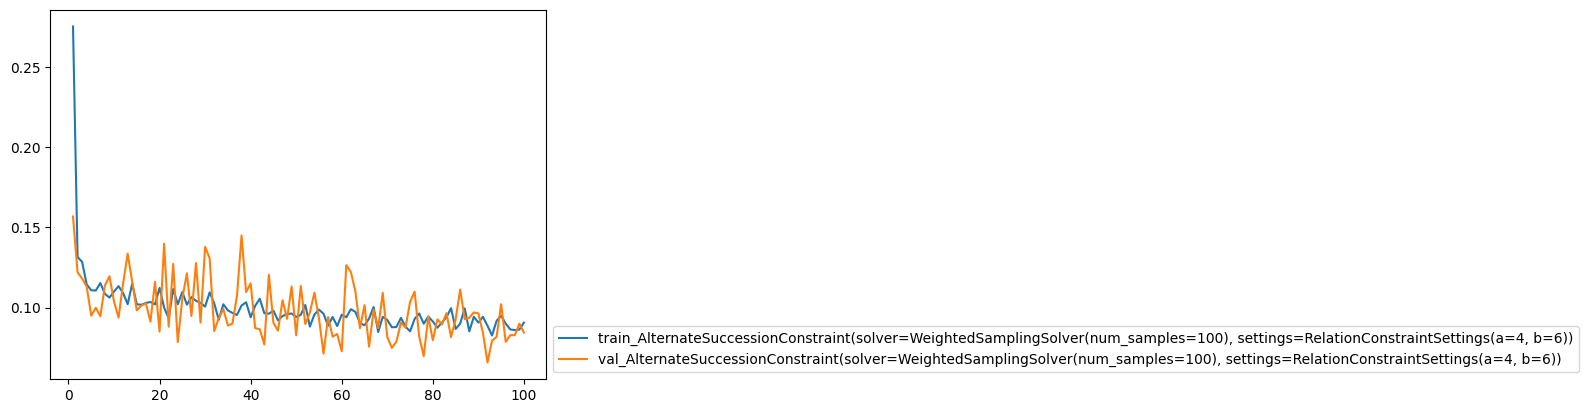 0.25
0.20
0.15
0.10
0 20 40 60 80 100
train_AlternateSuccessionConstraint(solver=WeightedSamplingSolver(num_samples=100), settings=RelationConstraintSettings(a=4, b=6))
val_AlternateSuccessionConstraint(solver=WeightedSamplingSolver(num_samples=100), settings=RelationConstraintSettings(a=4, b=6))